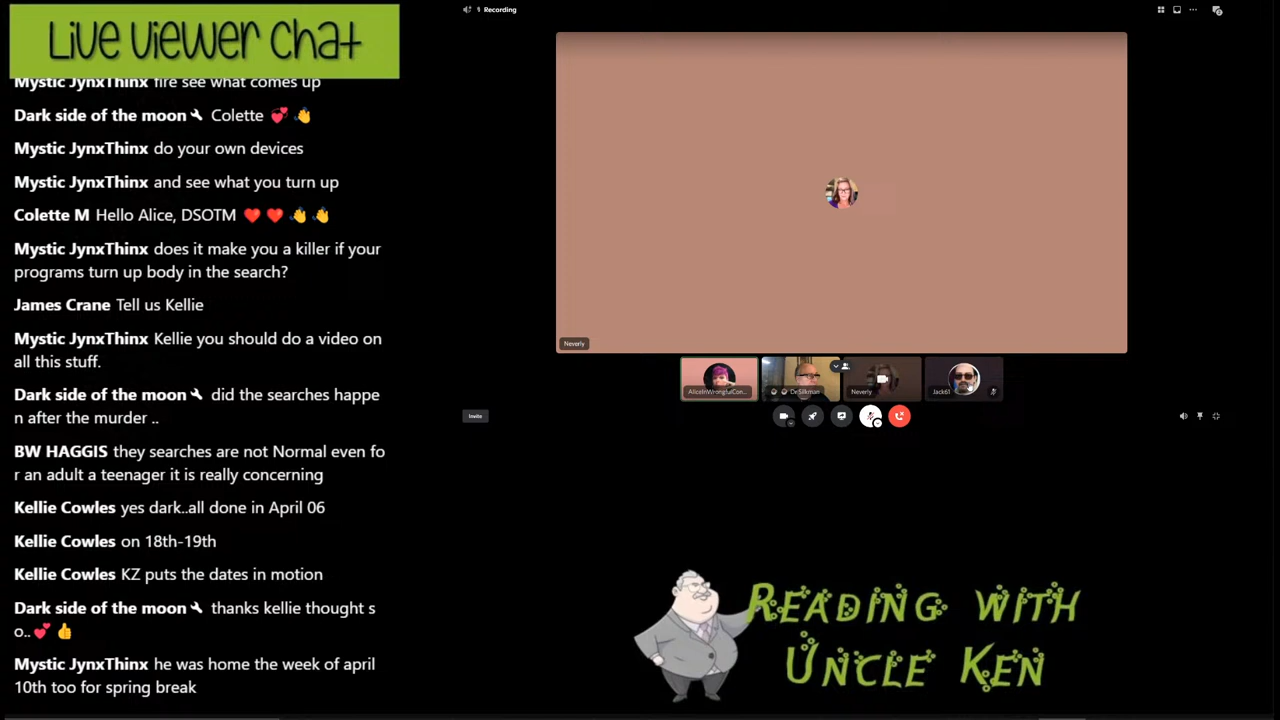 Live Viewer Chat
Mystic JynxThinx fire see what comes up
Dark side of the moon Colette 💞 👋
Mystic JynxThinx do your own devices
Mystic JynxThinx and see what you turn up
Colette M Hello Alice, DSOTM ❤️ ❤️ 👋 👋
Mystic JynxThinx does it make you a killer if your
programs turn up body in the search?
James Crane Tell us Kellie
Mystic JynxThinx Kellie you should do a video on
all this stuff.
Dark side of the moon did the searches happe
n after the murder ..
BW HAGGIS they searches are not Normal even fo
r an adult a teenager it is really concerning
Kellie Cowles yes dark..all done in April 06
Kellie Cowles on 18th-19th
Kellie Cowles KZ puts the dates in motion
Dark side of the moon thanks kellie thought s
o.. 💞 👍
Mystic JynxThinx he was home the week of april
10th too for spring break
Recording
Neverly
AliceInWrongfulCon...
DeSilkman
Neverly
Jack61
Invite
Reading with
Uncle Ken